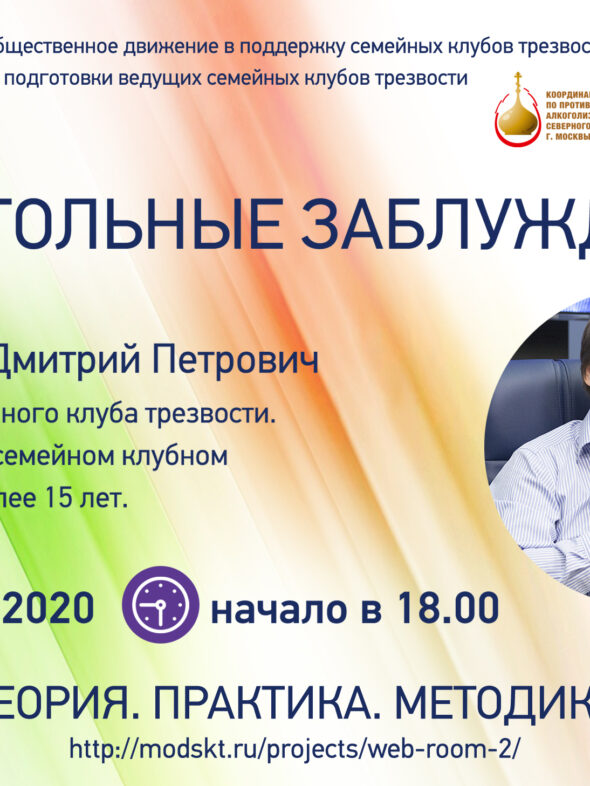 бщественное движение в поддержку семейных клубов трезвос
подготовки ведущих семейных клубов трезвости
КООРДИНА
ПО ПРОТИВ
АЛКОГОЛИЗ
СЕВЕРНОГО
Г. МОСКВЫ
ГОЛЬНЫЕ ЗАБЛУЖД
Дмитрий Петрович
ного клуба трезвости.
семейном клубном
лее 15 лет.
2020 начало в 18.00
ЕОРИЯ. ПРАКТИКА. МЕТОДИК
http://modskt.ru/projects/web-room-2/